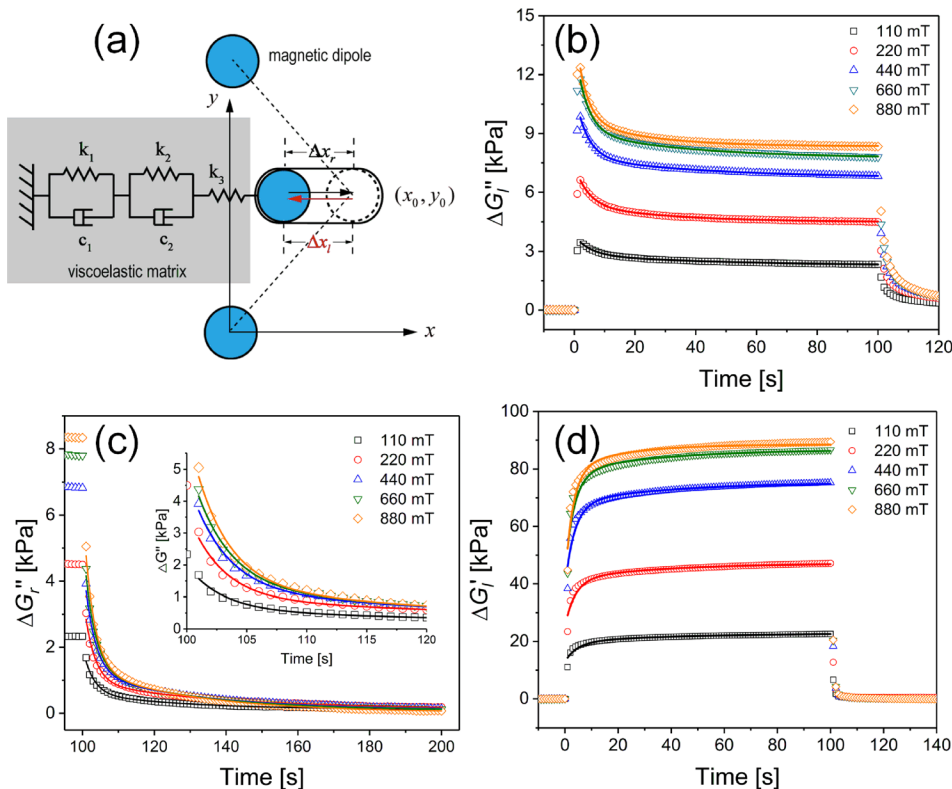 (a)
magnetic dipole
y
k1
k2
k3
Δxr
(x0, y0)
Δxl
c1
c2
viscoelastic matrix
x
(b)
110 mT
220 mT
440 mT
660 mT
880 mT
ΔGl'' [kPa]
15
12
9
6
3
0
0 20 40 60 80 100 120
Time [s]
(c)
110 mT
220 mT
440 mT
660 mT
880 mT
ΔGr'' [kPa]
8
6
4
2
0
100 120 140 160 180 200
Time [s]
ΔG'' [kPa]
5
4
3
2
1
0
100 105 110 115 120
Time [s]
(d)
110 mT
220 mT
440 mT
660 mT
880 mT
ΔGl' [kPa]
100
80
60
40
20
0
0 20 40 60 80 100 120 140
Time [s]